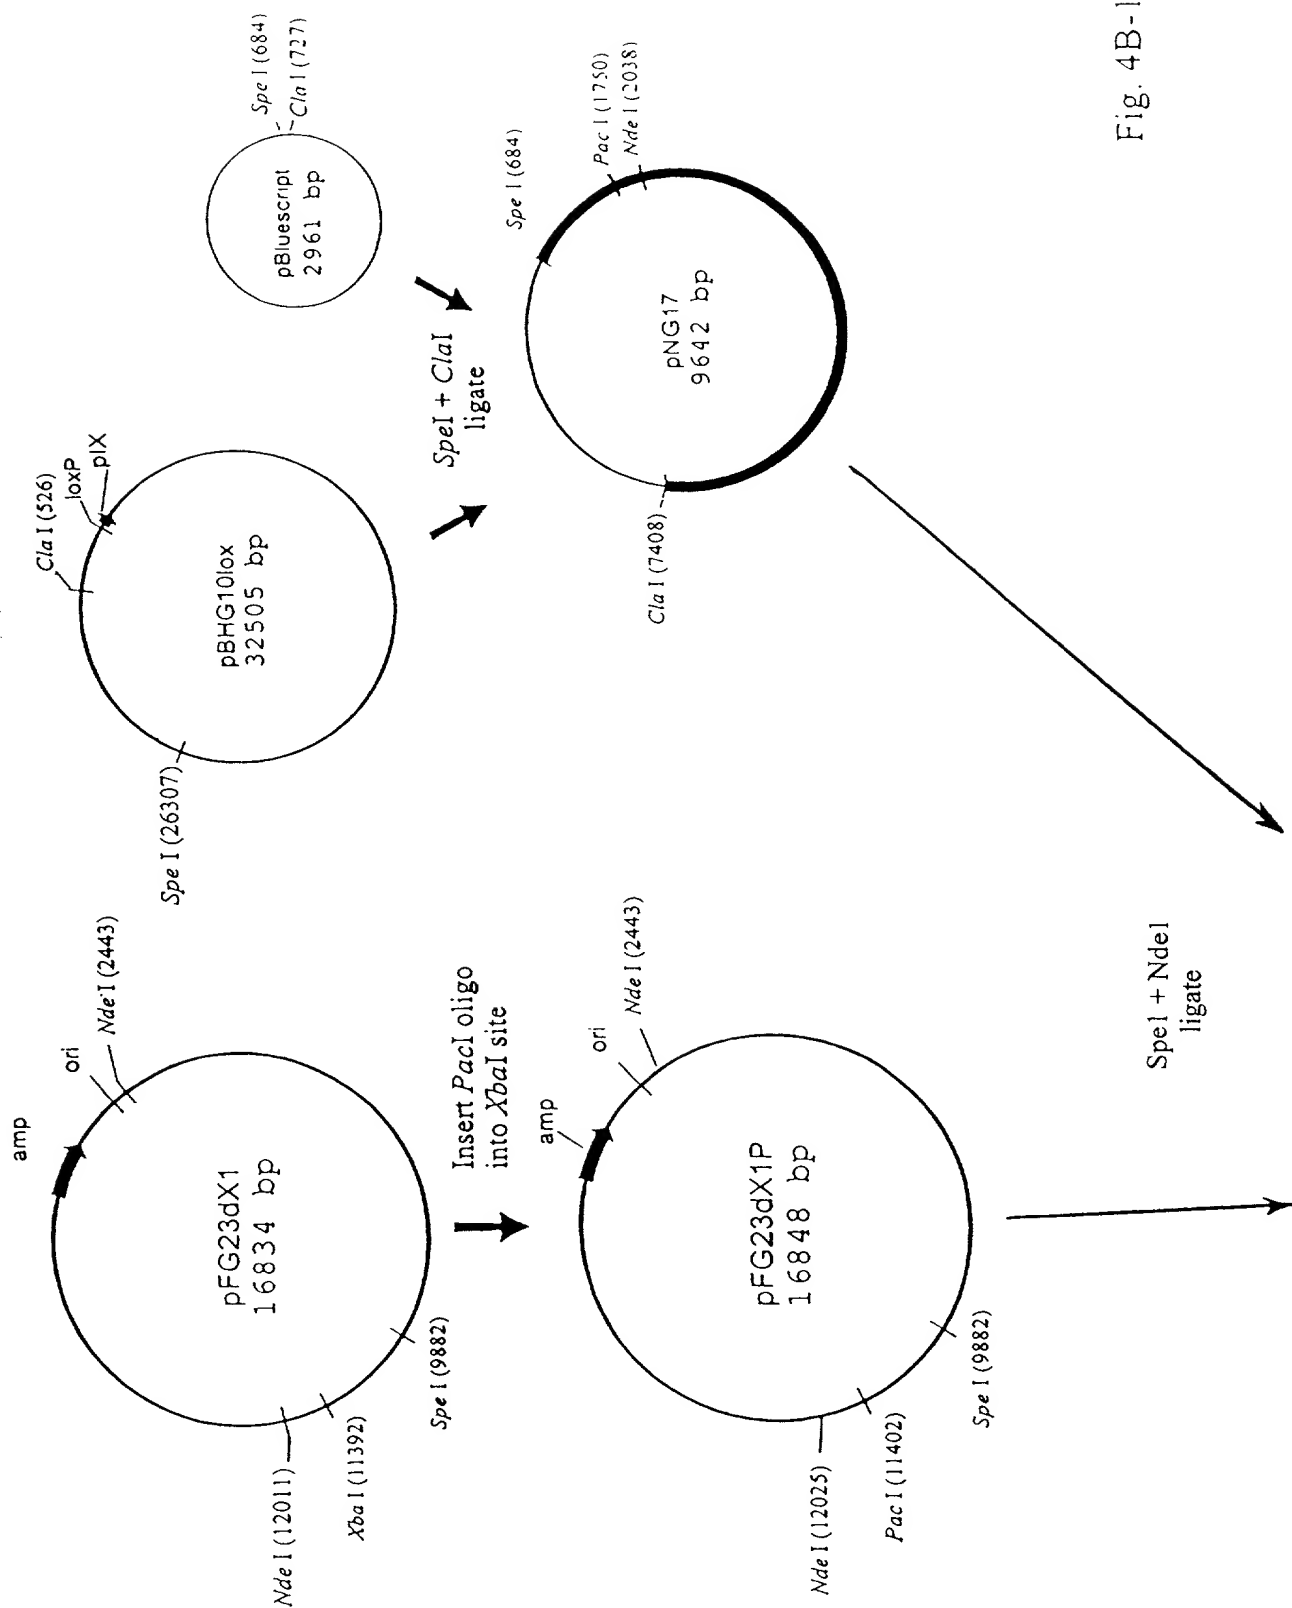 amp
ori
Nde I (2443)
pFG23dX1
16834 bp
Nde I (12011)
Xba I (11392)
Spe I (9882)
Insert PacI oligo
into XbaI site
amp
ori
Nde I (2443)
pFG23dX1P
16848 bp
Nde I (12025)
Pac I (11402)
Spe I (9882)
Cla I (526)
loxP
pIX
pBHG10lox
32505 bp
Spe I (26307)
Spe I (684)
Cla I (727)
pBluescript
2961 bp
SpeI + ClaI
ligate
Spe I (684)
Pac I (1750)
Nde I (2038)
pNG17
9642 bp
Cla I (7408)
SpeI + NdeI
ligate
Fig. 4B-1